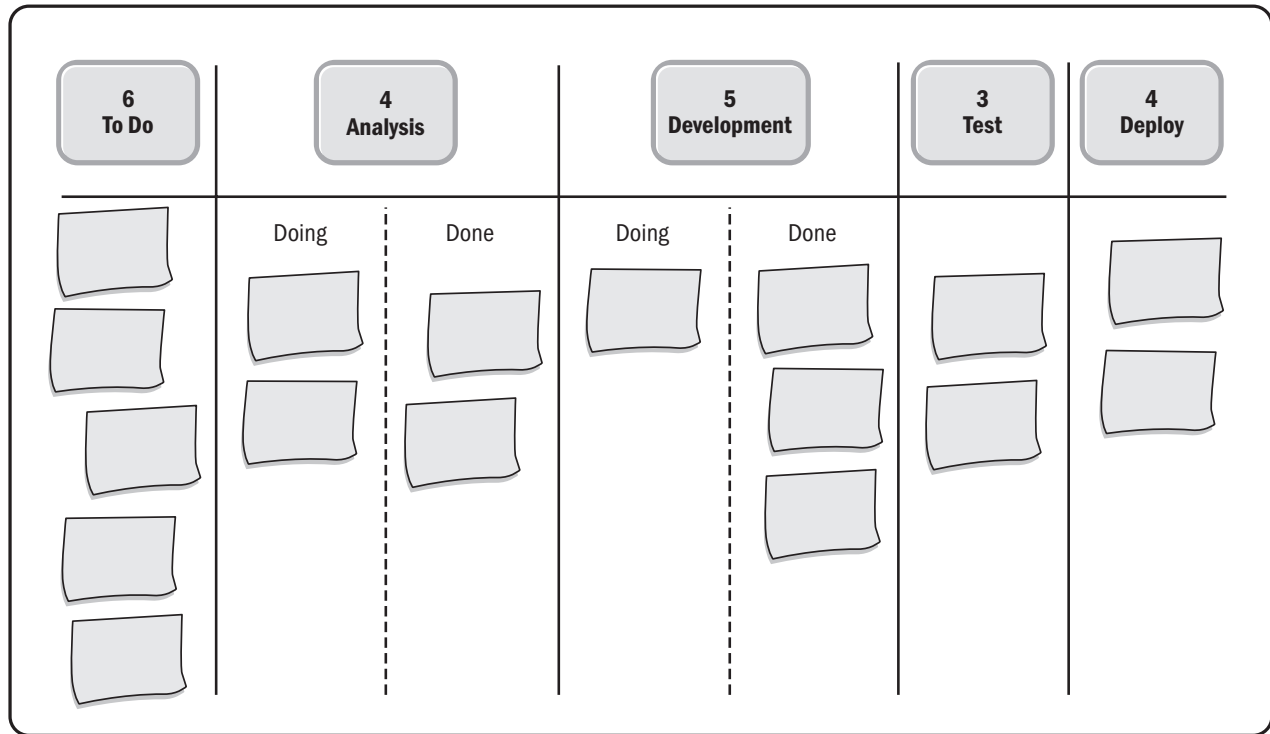 6
To Do
4
Analysis
5
Development
3
Test
4
Deploy
Doing
Done
Doing
Done